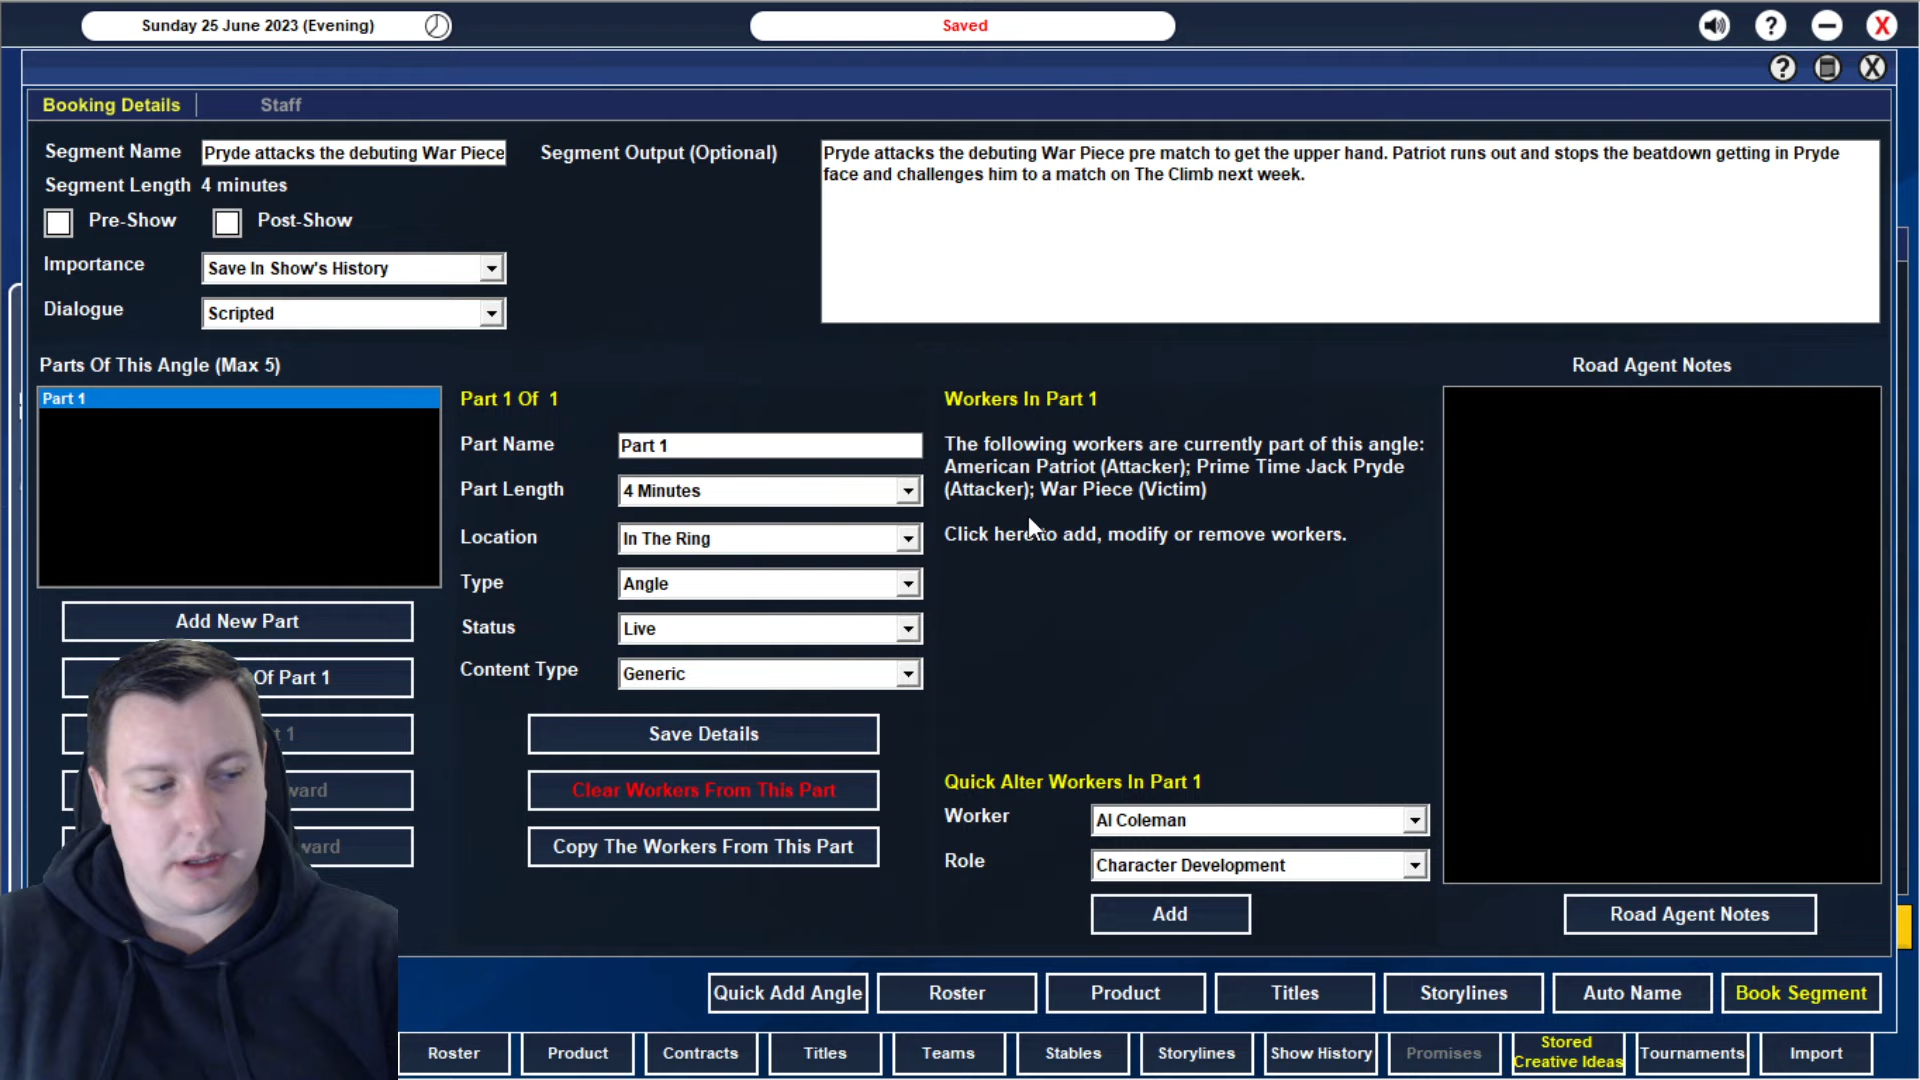 Sunday 25 June 2023 (Evening)
Saved
?
X
?
X
Booking Details
Staff
Segment Name
Pryde attacks the debuting War Piece
Segment Output (Optional)
Pryde attacks the debuting War Piece pre match to get the upper hand. Patriot runs out and stops the beatdown getting in Pryde
face and challenges him to a match on The Climb next week.
Segment Length 4 minutes
Pre-Show
Post-Show
Importance
Save In Show's History
Dialogue
Scripted
Parts Of This Angle (Max 5)
Part 1
Part 1 Of 1
Part Name
Part 1
Part Length
4 Minutes
Location
In The Ring
Type
Angle
Status
Live
Content Type
Generic
Workers In Part 1
The following workers are currently part of this angle:
American Patriot (Attacker); Prime Time Jack Pryde
(Attacker); War Piece (Victim)
Click here to add, modify or remove workers.
Road Agent Notes
Add New Part
Of Part 1
t 1
ward
ward
Save Details
Clear Workers From This Part
Copy The Workers From This Part
Quick Alter Workers In Part 1
Worker
Al Coleman
Role
Character Development
Add
Road Agent Notes
Quick Add Angle
Roster
Product
Titles
Storylines
Auto Name
Book Segment
Roster
Product
Contracts
Titles
Teams
Stables
Storylines
Show History
Promises
Stored
Creative Ideas
Tournaments
Import